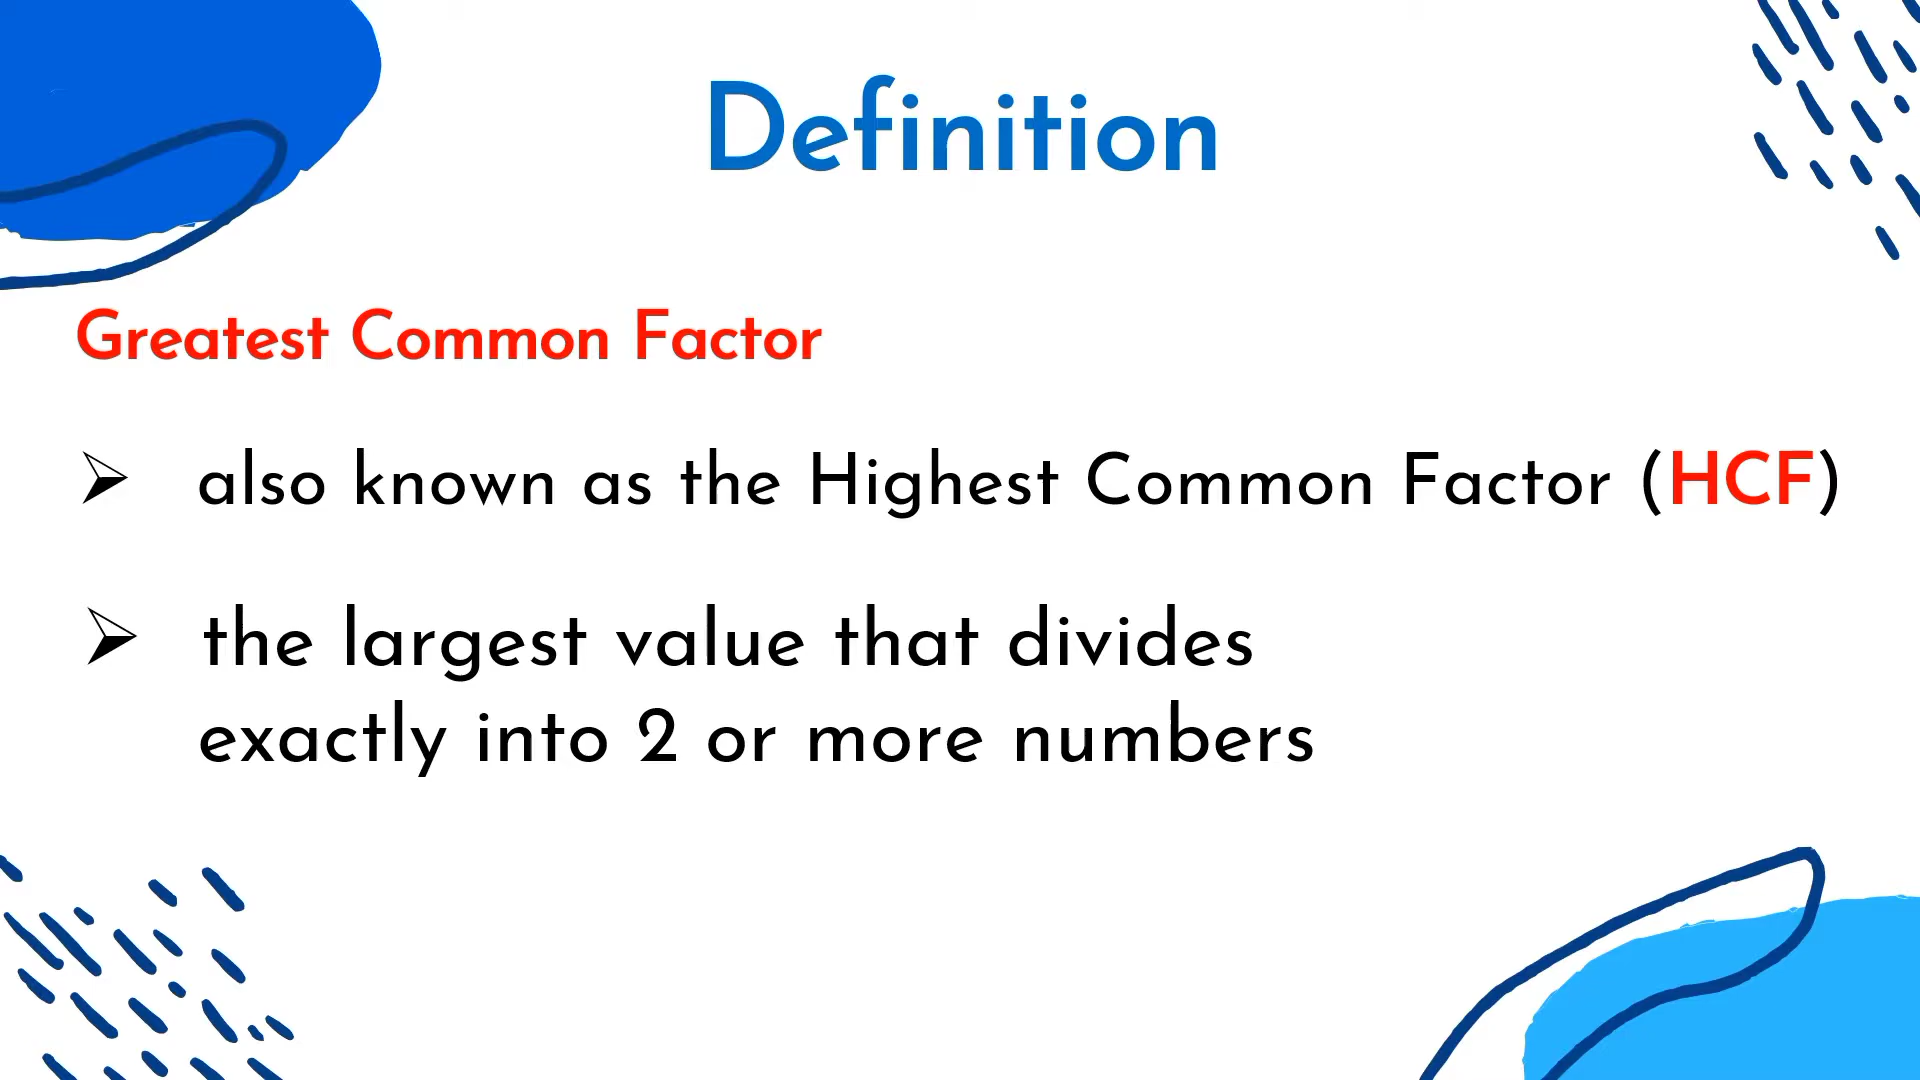 Definition
Greatest Common Factor
➢ also known as the Highest Common Factor (HCF)
➢ the largest value that divides
exactly into 2 or more numbers